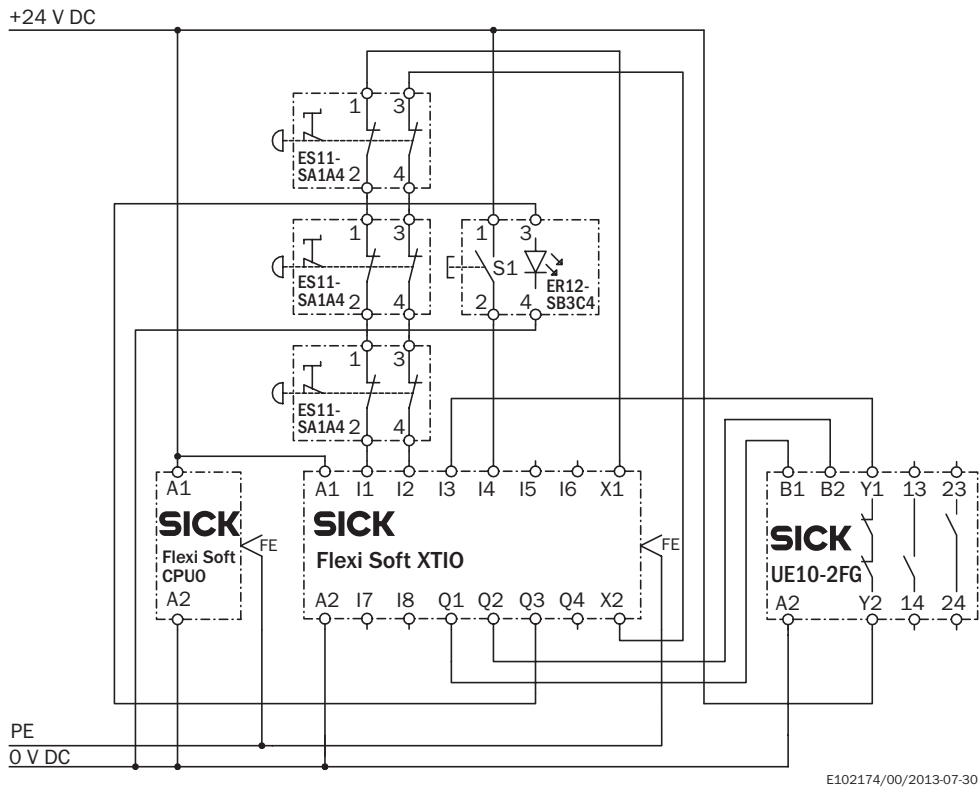 +24 V DC
1 3
ES11-
SA1A4 2 4
1 3
ES11-
SA1A4 2 4
1 3
S1
2 4
ER12-
SB3C4
1 3
ES11-
SA1A4 2 4
A1
SICK
Flexi Soft
CPU0
A2
FE
A1 I1 I2 I3 I4 I5 I6 X1
SICK
Flexi Soft XTIO
A2 I7 I8 Q1 Q2 Q3 Q4 X2
FE
B1 B2 Y1 13 23
SICK
UE10-2FG
A2 Y2 14 24
PE
0 V DC
E102174/00/2013-07-30